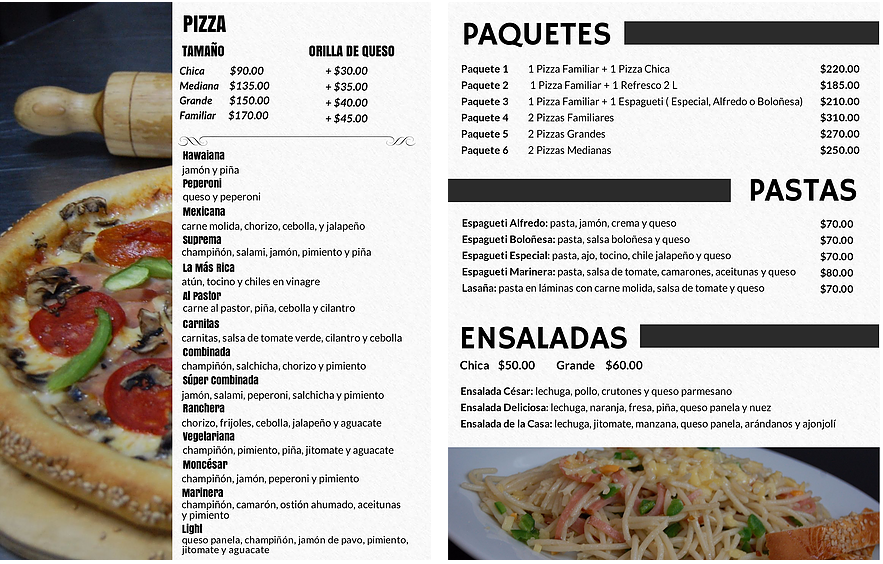 PIZZA
TAMAÑO ORILLA DE QUESO
Chica $90.00 + $30.00
Mediana $135.00 + $35.00
Grande $150.00 + $40.00
Familiar $170.00 + $45.00
Hawaiana
jamón y piña
Peperoni
queso y peperoni
Mexicana
carne molida, chorizo, cebolla, y jalapeño
Suprema
champiñón, salami, jamón, pimiento y piña
La Más Rica
atún, tocino y chiles en vinagre
Al Pastor
carne al pastor, piña, cebolla y cilantro
Carnitas
carnitas, salsa de tomate verde, cilantro y cebolla
Combinada
champiñón, salchicha, chorizo y pimiento
Súper Combinada
jamón, salami, peperoni, salchicha y pimiento
Ranchera
chorizo, frijoles, cebolla, jalapeño y aguacate
Vegetariana
champiñón, pimiento, piña, jitomate y aguacate
Moncésar
champiñón, jamón, peperoni y pimiento
Marinera
champiñón, camarón, ostión ahumado, aceitunas
y pimiento
Light
queso panela, champiñón, jamón de pavo, pimiento,
jitomate y aguacate
PAQUETES
Paquete 1 1 Pizza Familiar + 1 Pizza Chica $220.00
Paquete 2 1 Pizza Familiar + 1 Refresco 2 L $185.00
Paquete 3 1 Pizza Familiar + 1 Espagueti ( Especial, Alfredo o Boloñesa) $210.00
Paquete 4 2 Pizzas Familiares $310.00
Paquete 5 2 Pizzas Grandes $270.00
Paquete 6 2 Pizzas Medianas $250.00
PASTAS
Espagueti Alfredo: pasta, jamón, crema y queso $70.00
Espagueti Boloñesa: pasta, salsa boloñesa y queso $70.00
Espagueti Especial: pasta, ajo, tocino, chile jalapeño y queso $70.00
Espagueti Marinera: pasta, salsa de tomate, camarones, aceitunas y queso $80.00
Lasaña: pasta en láminas con carne molida, salsa de tomate y queso $70.00
ENSALADAS
Chica $50.00 Grande $60.00
Ensalada César: lechuga, pollo, crutones y queso parmesano
Ensalada Deliciosa: lechuga, naranja, fresa, piña, queso panela y nuez
Ensalada de la Casa: lechuga, jitomate, manzana, queso panela, arándanos y ajonjolí